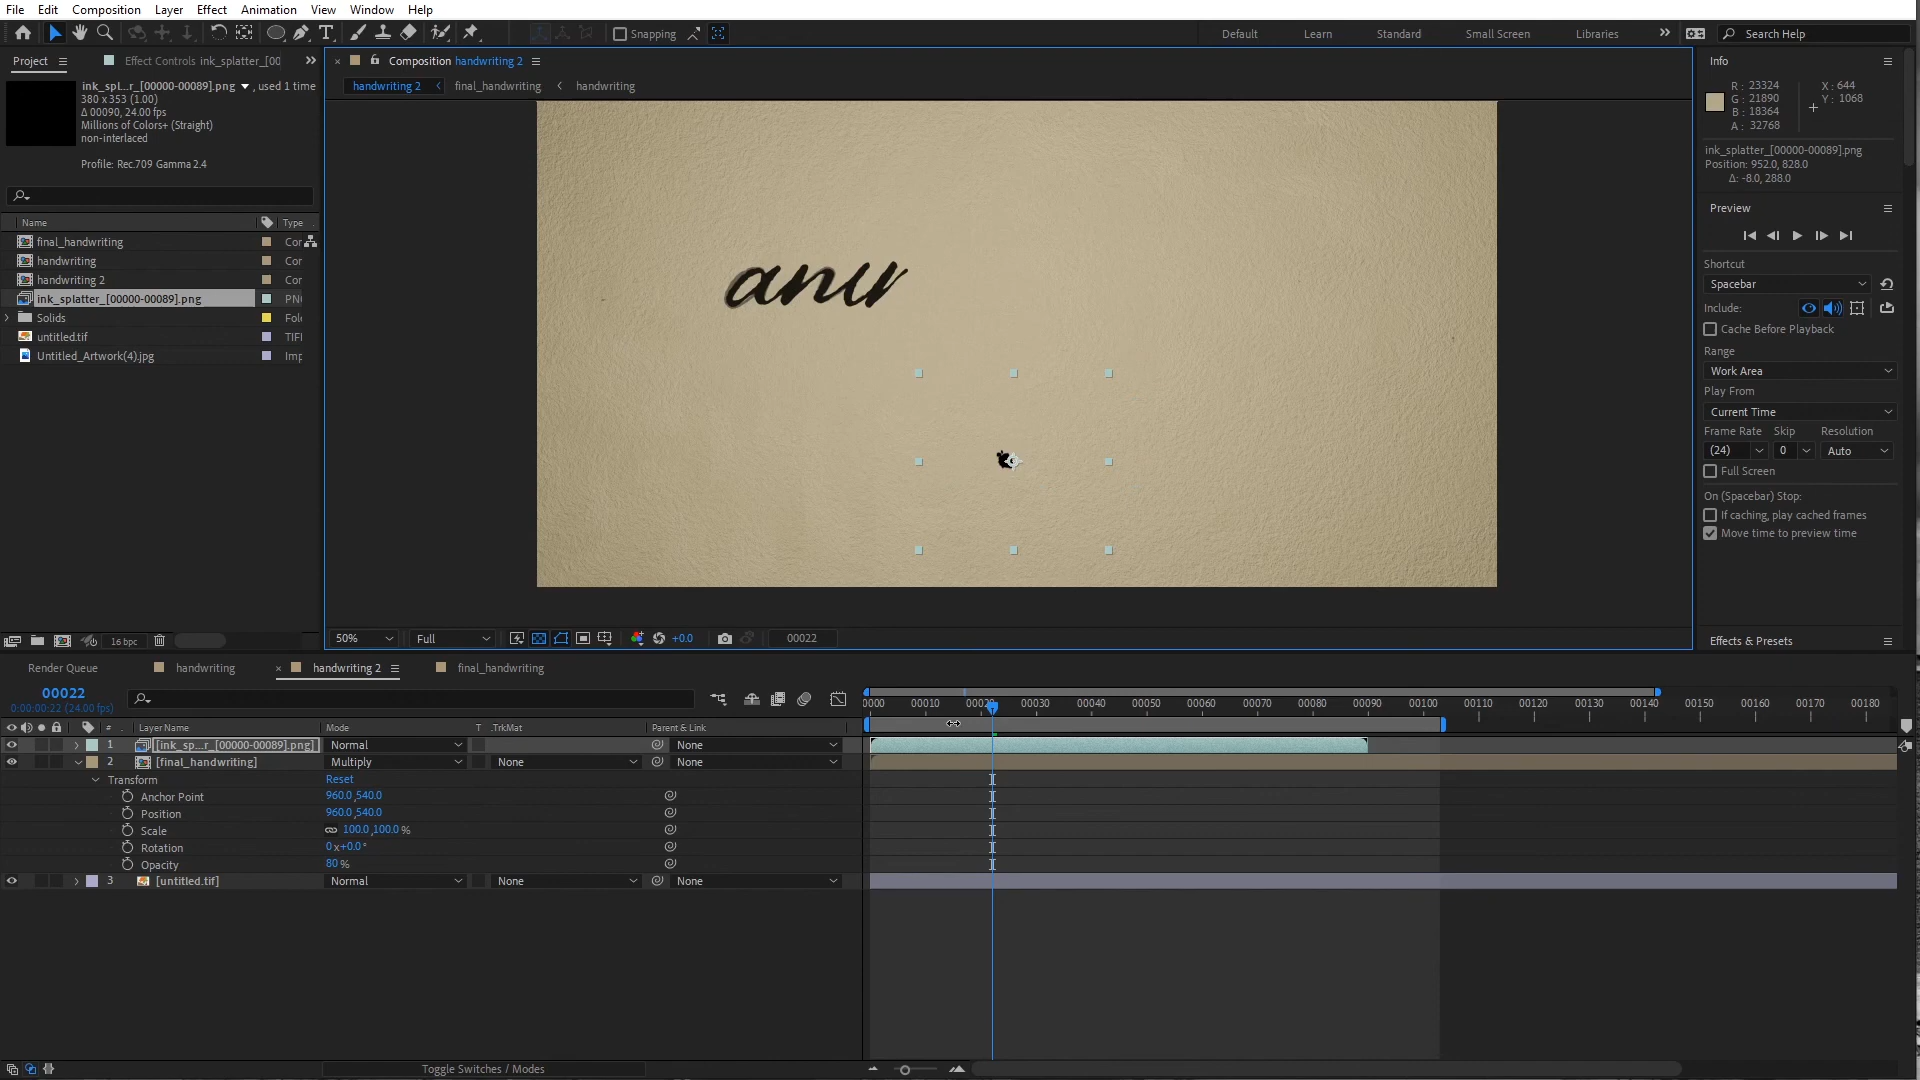 File Edit Composition Layer Effect Animation View Window Help
Snapping Default Learn Standard Small Screen Libraries Search Help
Project Effect Controls ink_splatter_[00
ink_spl...r_[00000-00089].png , used 1 time
380 x 353 (1.00)
Δ 00090, 24.00 fps
Millions of Colors+ (Straight)
non-interlaced
Profile: Rec.709 Gamma 2.4
Name Type
final_handwriting Cor
handwriting Cor
handwriting 2 Cor
ink_splatter_[00000-00089].png PNG
Solids Fol
untitled.tif TIFI
Untitled_Artwork(4).jpg Imp
16 bpc
Composition handwriting 2
handwriting 2 final_handwriting handwriting
50% Full +0.0 00022
Info
R : 23324
G : 21890
B : 18364
A : 32768
X : 644
Y : 1068
ink_splatter_[00000-00089].png
Position: 952.0, 828.0
Δ: -8.0, 288.0
Preview
Shortcut
Spacebar
Include:
Cache Before Playback
Range
Work Area
Play From
Current Time
Frame Rate Skip Resolution
(24) 0 Auto
Full Screen
On (Spacebar) Stop:
If caching, play cached frames
Move time to preview time
Effects & Presets
Render Queue handwriting handwriting 2 final_handwriting
00022
0:00:00:22 (24.00 fps)
0000 00010 00030 00040 00050 00060 00070 00080 00090 00100 00110 00120 00130 00140 00150 00160 00170 00180
# Layer Name Mode T .TrkMat Parent & Link
1 [ink_sp...r_[00000-00089].png] Normal None
2 [final_handwriting] Multiply None None
Transform Reset
Anchor Point 960.0,540.0
Position 960.0,540.0
Scale 100.0,100.0 %
Rotation 0x+0.0°
Opacity 80 %
3 [untitled.tif] Normal None None
Toggle Switches / Modes